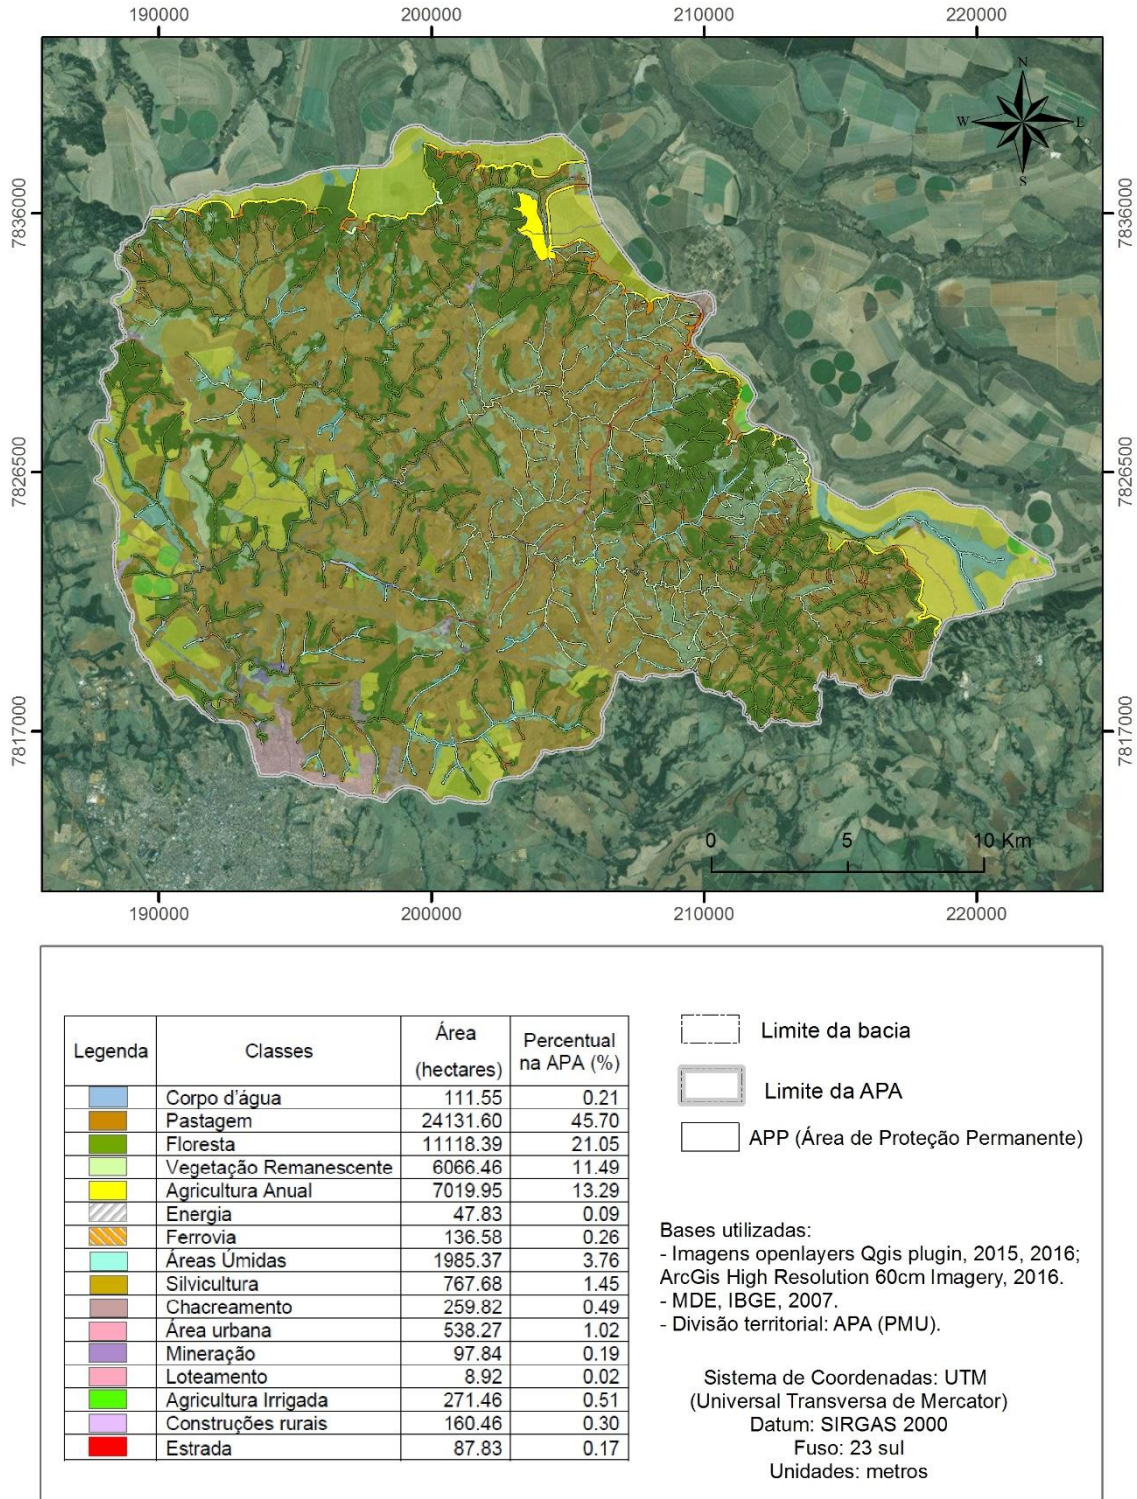 190000 200000 210000 220000
N
W E
S
7836000 7836000
7826500 7826500
7817000 7817000
0 5 10 Km
190000 200000 210000 220000
Legenda Classes Área (hectares) Percentual na APA (%)
Corpo d'água 111.55 0.21
Pastagem 24131.60 45.70
Floresta 11118.39 21.05
Vegetação Remanescente 6066.46 11.49
Agricultura Anual 7019.95 13.29
Energia 47.83 0.09
Ferrovia 136.58 0.26
Áreas Úmidas 1985.37 3.76
Silvicultura 767.68 1.45
Chacreamento 259.82 0.49
Área urbana 538.27 1.02
Mineração 97.84 0.19
Loteamento 8.92 0.02
Agricultura Irrigada 271.46 0.51
Construções rurais 160.46 0.30
Estrada 87.83 0.17
Limite da bacia
Limite da APA
APP (Área de Proteção Permanente)
Bases utilizadas:
- Imagens openlayers Qgis plugin, 2015, 2016;
ArcGis High Resolution 60cm Imagery, 2016.
- MDE, IBGE, 2007.
- Divisão territorial: APA (PMU).
Sistema de Coordenadas: UTM
(Universal Transversa de Mercator)
Datum: SIRGAS 2000
Fuso: 23 sul
Unidades: metros